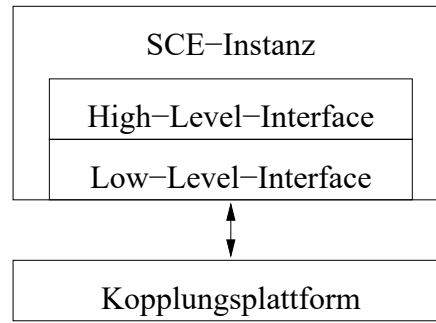 SCE−Instanz
High−Level−Interface
Low−Level−Interface
Kopplungsplattform